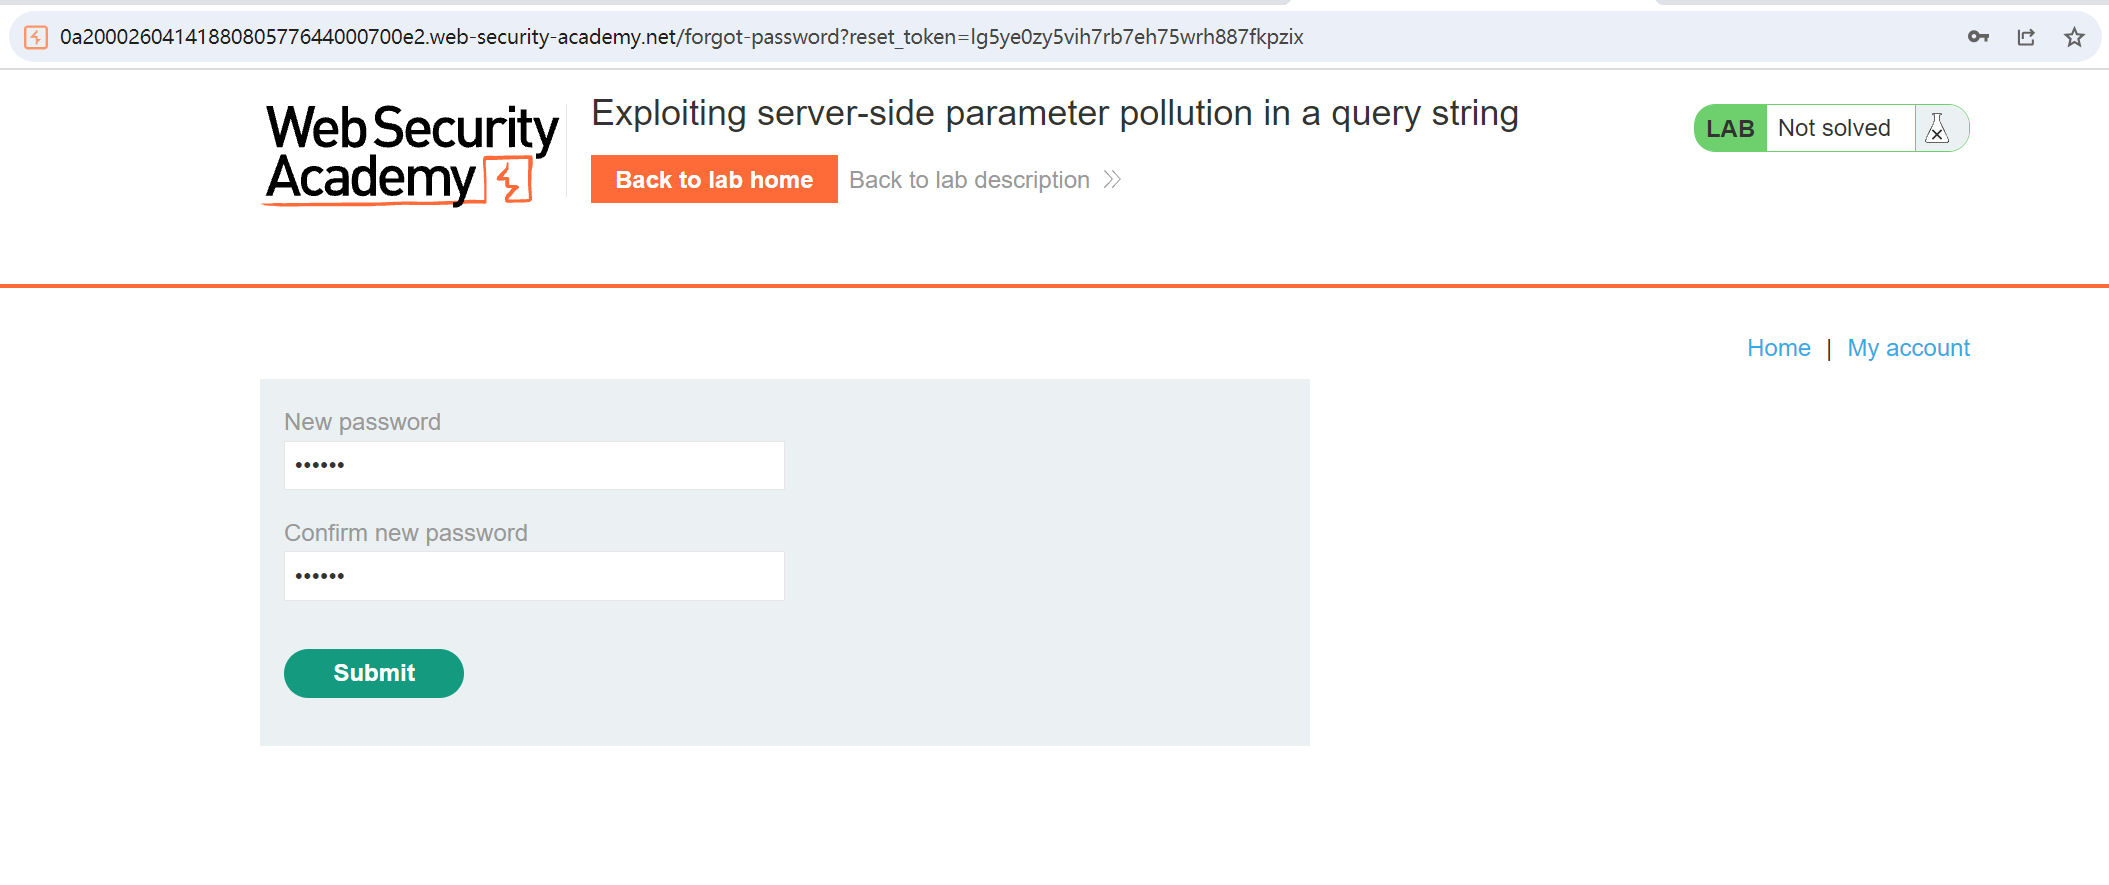 0a2000260414188080577644000700e2.web-security-academy.net/forgot-password?reset_token=lg5ye0zy5vih7rb7eh75wrh887fkpzix
Web Security
Academy
Exploiting server-side parameter pollution in a query string
Back to lab home Back to lab description
LAB Not solved
Home | My account
New password
••••••
Confirm new password
••••••
Submit